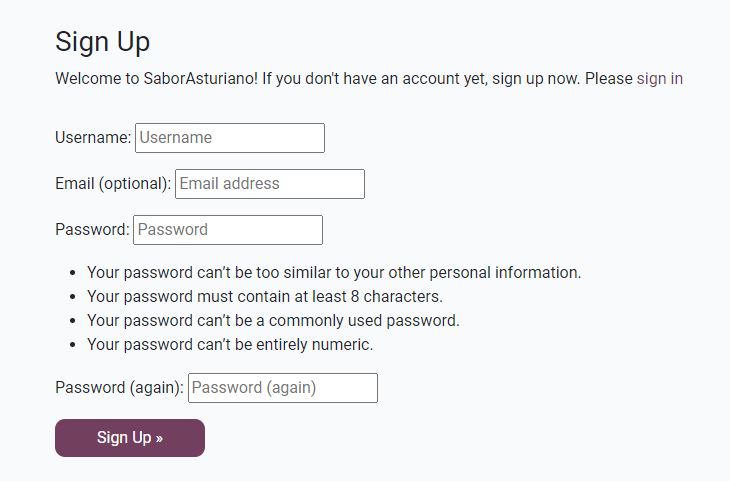 Sign Up
Welcome to SaborAsturiano! If you don't have an account yet, sign up now. Please sign in
Username: Username
Email (optional): Email address
Password: Password
• Your password can’t be too similar to your other personal information.
• Your password must contain at least 8 characters.
• Your password can’t be a commonly used password.
• Your password can’t be entirely numeric.
Password (again): Password (again)
Sign Up »